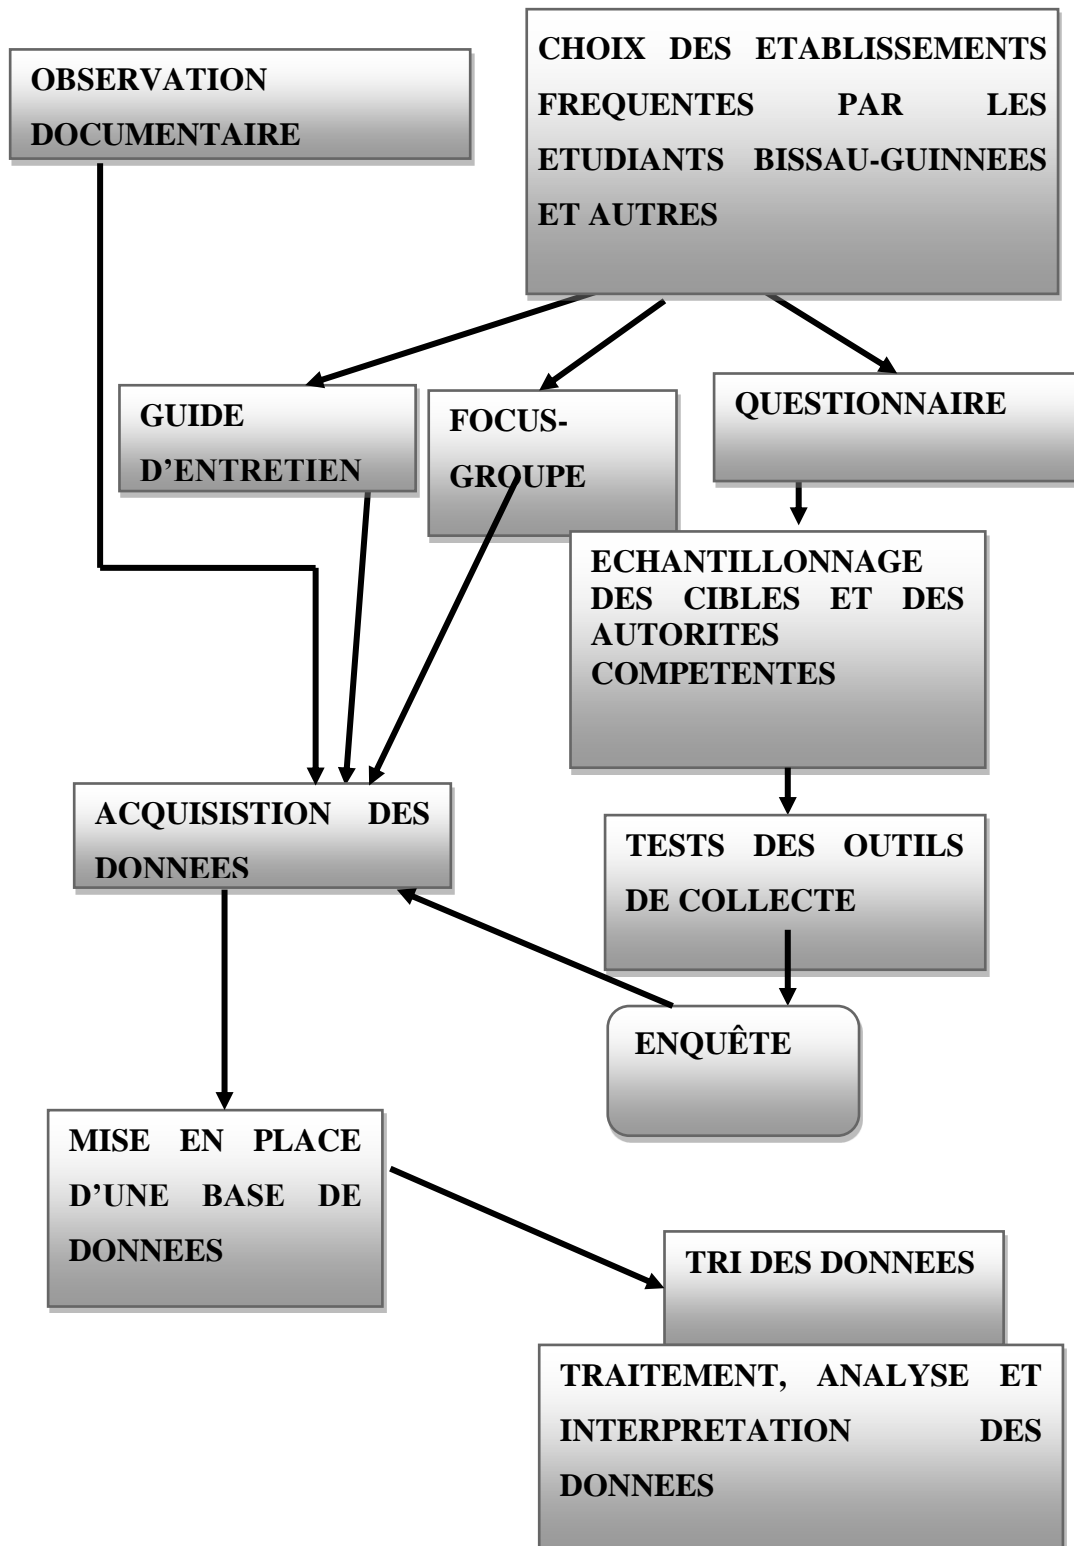 OBSERVATION
DOCUMENTAIRE
CHOIX DES ETABLISSEMENTS
FREQUENTES PAR LES
ETUDIANTS BISSAU-GUINNEES
ET AUTRES
GUIDE
D’ENTRETIEN
FOCUS-
GROUPE
QUESTIONNAIRE
ECHANTILLONNAGE
DES CIBLES ET DES
AUTORITES
COMPETENTES
ACQUISISTION DES
DONNEES
TESTS DES OUTILS
DE COLLECTE
ENQUÊTE
MISE EN PLACE
D’UNE BASE DE
DONNEES
TRI DES DONNEES
TRAITEMENT, ANALYSE ET
INTERPRETATION DES
DONNEES